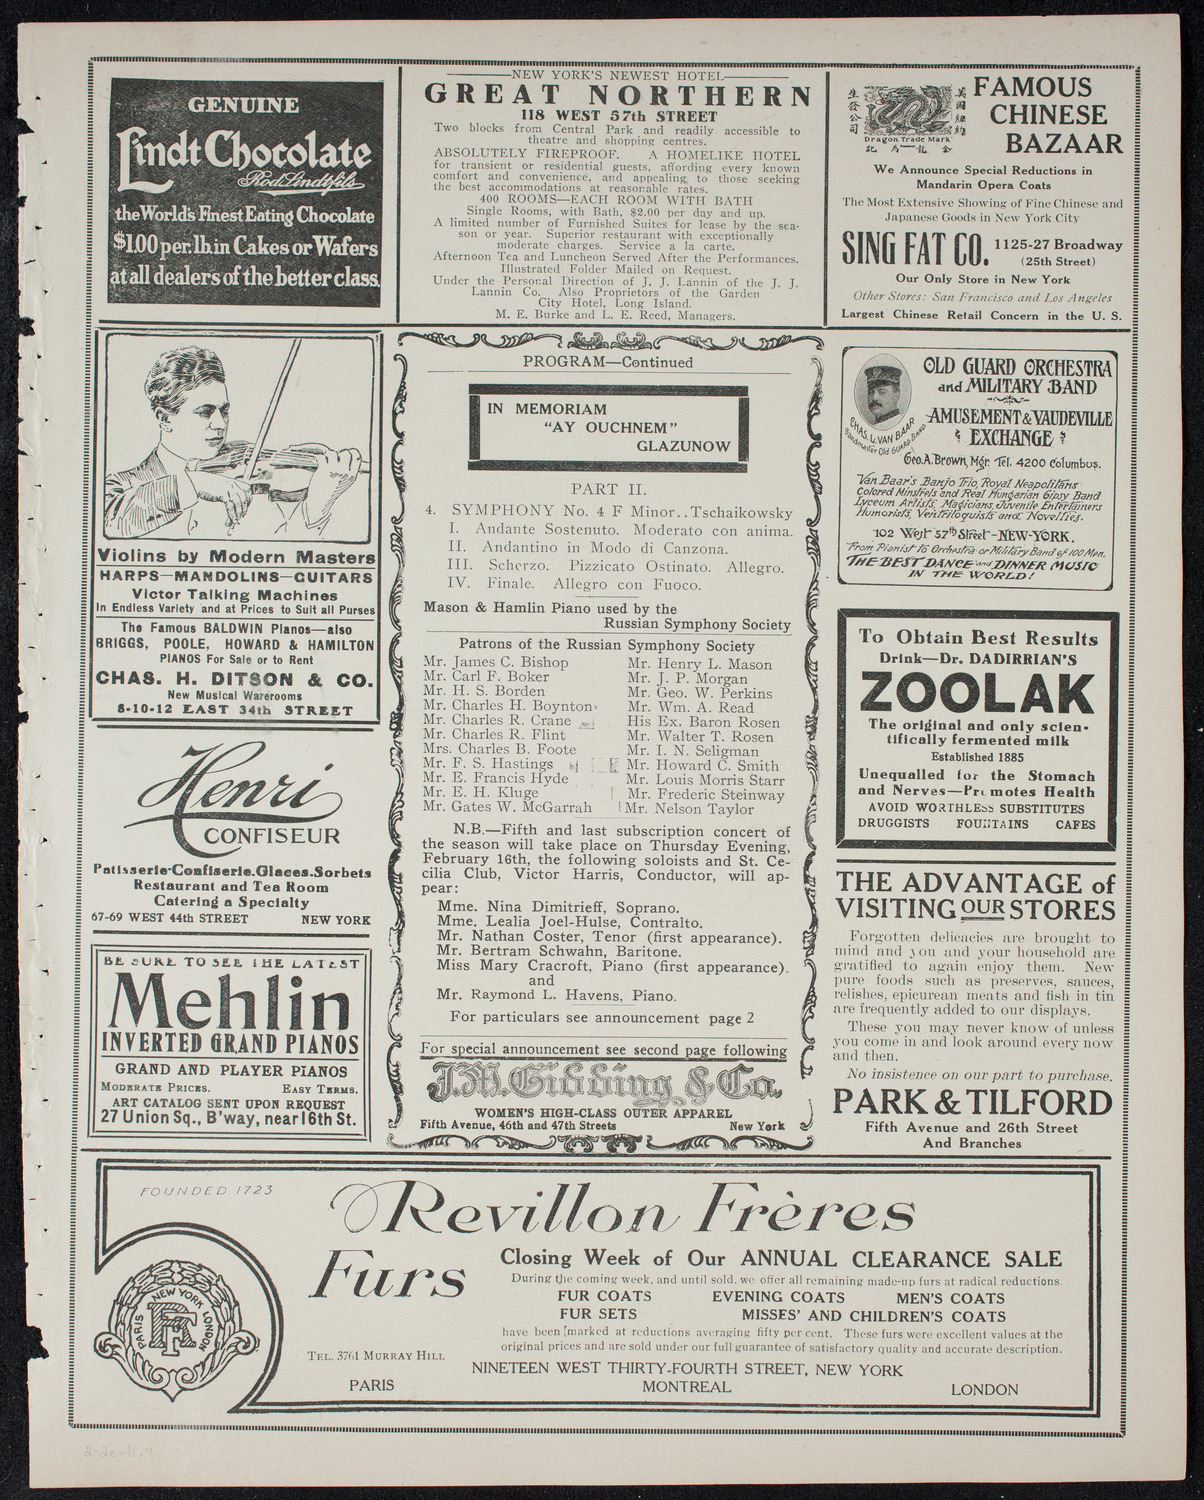 GENUINE
Lindt Chocolate
Rod. Lindt fils
the World's Finest Eating Chocolate
$1.00 per lb. in Cakes or Wafers
at all dealers of the better class.
NEW YORK'S NEWEST HOTEL
GREAT NORTHERN
118 WEST 57th STREET
Two blocks from Central Park and readily accessible to
theatre and shopping centres.
ABSOLUTELY FIREPROOF. A HOMELIKE HOTEL
for transient or residential guests, affording every known
comfort and convenience, and appealing to those seeking
the best accommodations at reasonable rates.
400 ROOMS—EACH ROOM WITH BATH
Single Rooms, with Bath, $2.00 per day and up.
A limited number of Furnished Suites for lease by the sea-
son or year. Superior restaurant with exceptionally
moderate charges. Service a la carte.
Afternoon Tea and Luncheon Served After the Performances.
Illustrated Folder Mailed on Request.
Under the Personal Direction of J. J. Lannin of the J. J.
Lannin Co. Also Proprietors of the Garden
City Hotel, Long Island.
M. E. Burke and L. E. Reed, Managers.
生發公司
美國紐約
Dragon Trade Mark
FAMOUS
CHINESE
BAZAAR
We Announce Special Reductions in
Mandarin Opera Coats
The Most Extensive Showing of Fine Chinese and
Japanese Goods in New York City
SING FAT CO. 1125-27 Broadway
(25th Street)
Our Only Store in New York
Other Stores: San Francisco and Los Angeles
Largest Chinese Retail Concern in the U. S.
Violins by Modern Masters
HARPS—MANDOLINS—GUITARS
Victor Talking Machines
In Endless Variety and at Prices to Suit all Purses
The Famous BALDWIN Pianos—also
BRIGGS, POOLE, HOWARD & HAMILTON
PIANOS For Sale or to Rent
CHAS. H. DITSON & CO.
New Musical Warerooms
8-10-12 EAST 34th STREET
Henri
CONFISEUR
Patisserie-Confiserie.Glaces.Sorbets
Restaurant and Tea Room
Catering a Specialty
67-69 WEST 44th STREET NEW YORK
BE SURE TO SEE THE LATEST
Mehlin
INVERTED GRAND PIANOS
GRAND AND PLAYER PIANOS
MODERATE PRICES. EASY TERMS.
ART CATALOG SENT UPON REQUEST
27 Union Sq., B'way, near 16th St.
PROGRAM—Continued
IN MEMORIAM
"AY OUCHNEM"
GLAZUNOW
PART II.
4. SYMPHONY No. 4 F Minor..Tschaikowsky
I. Andante Sostenuto. Moderato con anima.
II. Andantino in Modo di Canzona.
III. Scherzo. Pizzicato Ostinato. Allegro.
IV. Finale. Allegro con Fuoco.
Mason & Hamlin Piano used by the
Russian Symphony Society
Patrons of the Russian Symphony Society
Mr. James C. Bishop Mr. Henry L. Mason
Mr. Carl F. Boker Mr. J. P. Morgan
Mr. H. S. Borden Mr. Geo. W. Perkins
Mr. Charles H. Boynton Mr. Wm. A. Read
Mr. Charles R. Crane His Ex. Baron Rosen
Mr. Charles R. Flint Mr. Walter T. Rosen
Mrs. Charles B. Foote Mr. I. N. Seligman
Mr. F. S. Hastings Mr. Howard C. Smith
Mr. E. Francis Hyde Mr. Louis Morris Starr
Mr. E. H. Kluge Mr. Frederic Steinway
Mr. Gates W. McGarrah Mr. Nelson Taylor
N.B.—Fifth and last subscription concert of
the season will take place on Thursday Evening,
February 16th, the following soloists and St. Ce-
cilia Club, Victor Harris, Conductor, will ap-
pear:
Mme. Nina Dimitrieff, Soprano.
Mme. Lealia Joel-Hulse, Contralto.
Mr. Nathan Coster, Tenor (first appearance).
Mr. Bertram Schwahn, Baritone.
Miss Mary Cracroft, Piano (first appearance).
and
Mr. Raymond L. Havens, Piano.
For particulars see announcement page 2
For special announcement see second page following
J.M. Gidding & Co.
WOMEN'S HIGH-CLASS OUTER APPAREL
Fifth Avenue, 46th and 47th Streets New York
CHAS. L. VAN BAAR
Bandmaster Old GUARD BAND
OLD GUARD ORCHESTRA
and MILITARY BAND
AMUSEMENT & VAUDEVILLE
EXCHANGE
Geo. A. Brown, Mgr. Tel. 4200 Columbus.
Van Baar's Banjo Trio, Royal Neapolitans
Colored Minstrels and Real Hungarian Gipsy Band
Lyceum Artists, Magicians, Juvenile Entertainers
Humorists, Ventriloquists and Novelties.
102 West 57th Street—NEW-YORK.
From Pianist to Orchestra or Military Band of 100 Men.
THE BEST DANCE and DINNER MUSIC
IN THE WORLD!
To Obtain Best Results
Drink—Dr. DADIRRIAN'S
ZOOLAK
The original and only scien-
tifically fermented milk
Established 1885
Unequalled for the Stomach
and Nerves—Promotes Health
AVOID WORTHLESS SUBSTITUTES
DRUGGISTS FOUNTAINS CAFES
THE ADVANTAGE of
VISITING OUR STORES
Forgotten delicacies are brought to
mind and you and your household are
gratified to again enjoy them. New
pure foods such as preserves, sauces,
relishes, epicurean meats and fish in tin
are frequently added to our displays.
These you may never know of unless
you come in and look around every now
and then.
No insistence on our part to purchase.
PARK & TILFORD
Fifth Avenue and 26th Street
And Branches
FOUNDED 1723
Revillon Frères
Furs
PARIS NEW YORK LONDON
RF
Closing Week of Our ANNUAL CLEARANCE SALE
During the coming week, and until sold, we offer all remaining made-up furs at radical reductions.
FUR COATS EVENING COATS MEN'S COATS
FUR SETS MISSES' AND CHILDREN'S COATS
have been marked at reductions averaging fifty per cent. These furs were excellent values at the
original prices and are sold under our full guarantee of satisfactory quality and accurate description.
TEL. 3761 MURRAY HILL
NINETEEN WEST THIRTY-FOURTH STREET, NEW YORK
PARIS MONTREAL LONDON